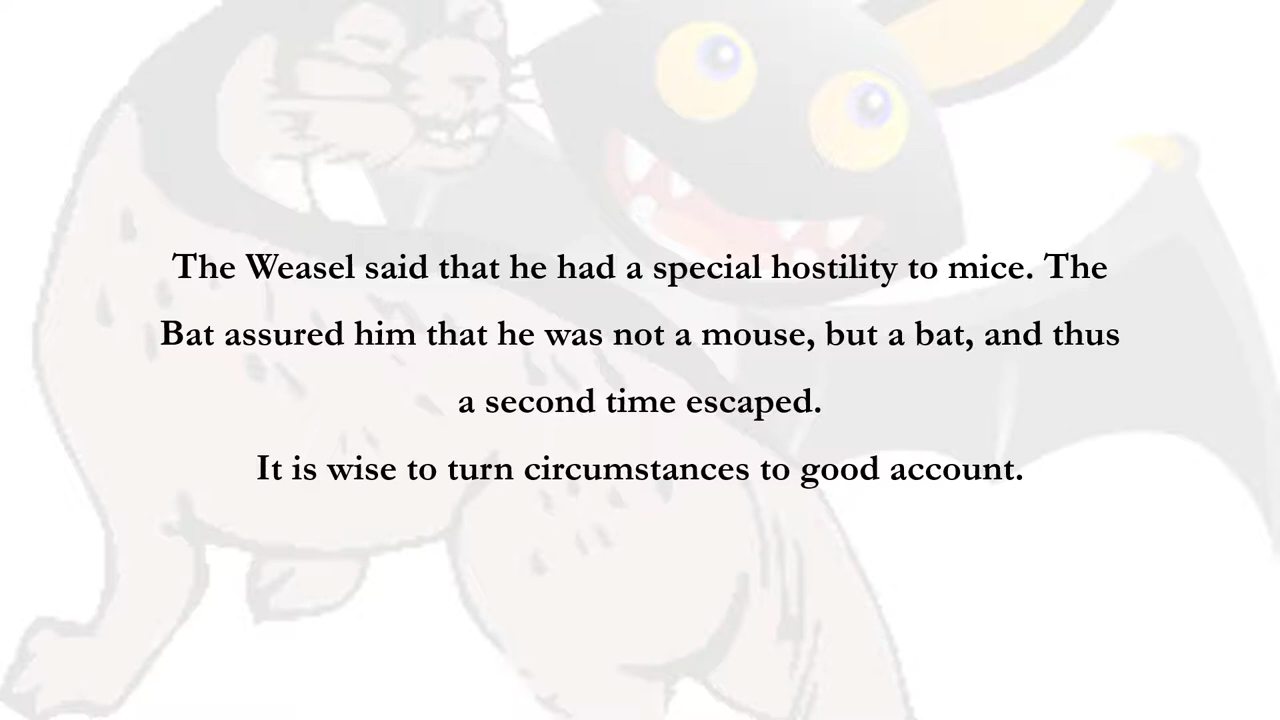 The Weasel said that he had a special hostility to mice. The
Bat assured him that he was not a mouse, but a bat, and thus
a second time escaped.
It is wise to turn circumstances to good account.